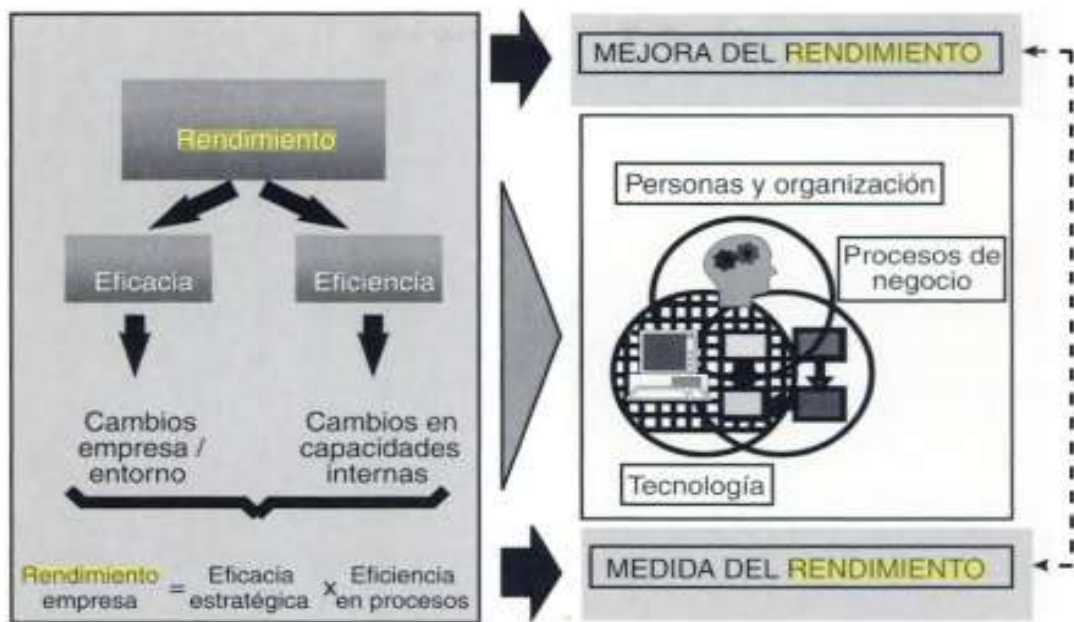 Rendimiento
Eficacia
Eficiencia
Cambios
empresa /
entorno
Cambios en
capacidades
internas
Rendimiento
empresa
=
Eficacia
estratégica
x
Eficiencia
en procesos
MEJORA DEL RENDIMIENTO
Personas y organización
Procesos de
negocio
Tecnología
MEDIDA DEL RENDIMIENTO